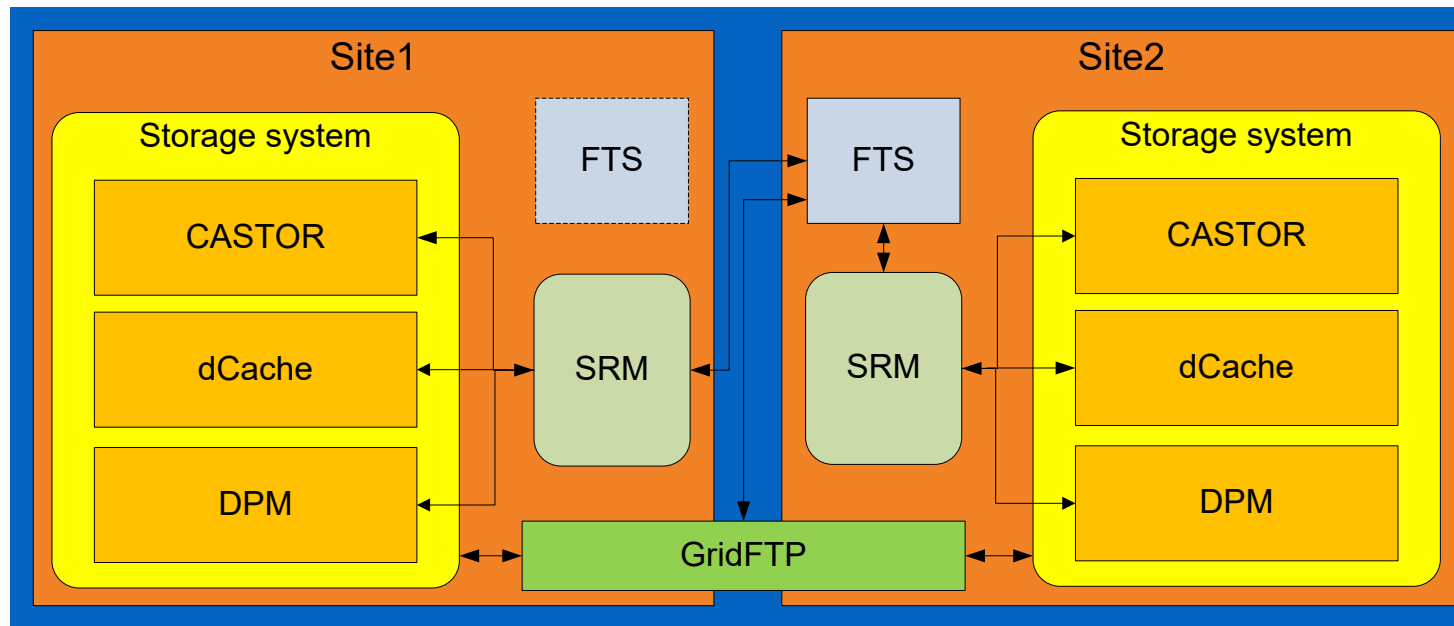 Site1
Storage system
CASTOR
dCache
DPM
FTS
SRM
GridFTP
Site2
FTS
SRM
Storage system
CASTOR
dCache
DPM